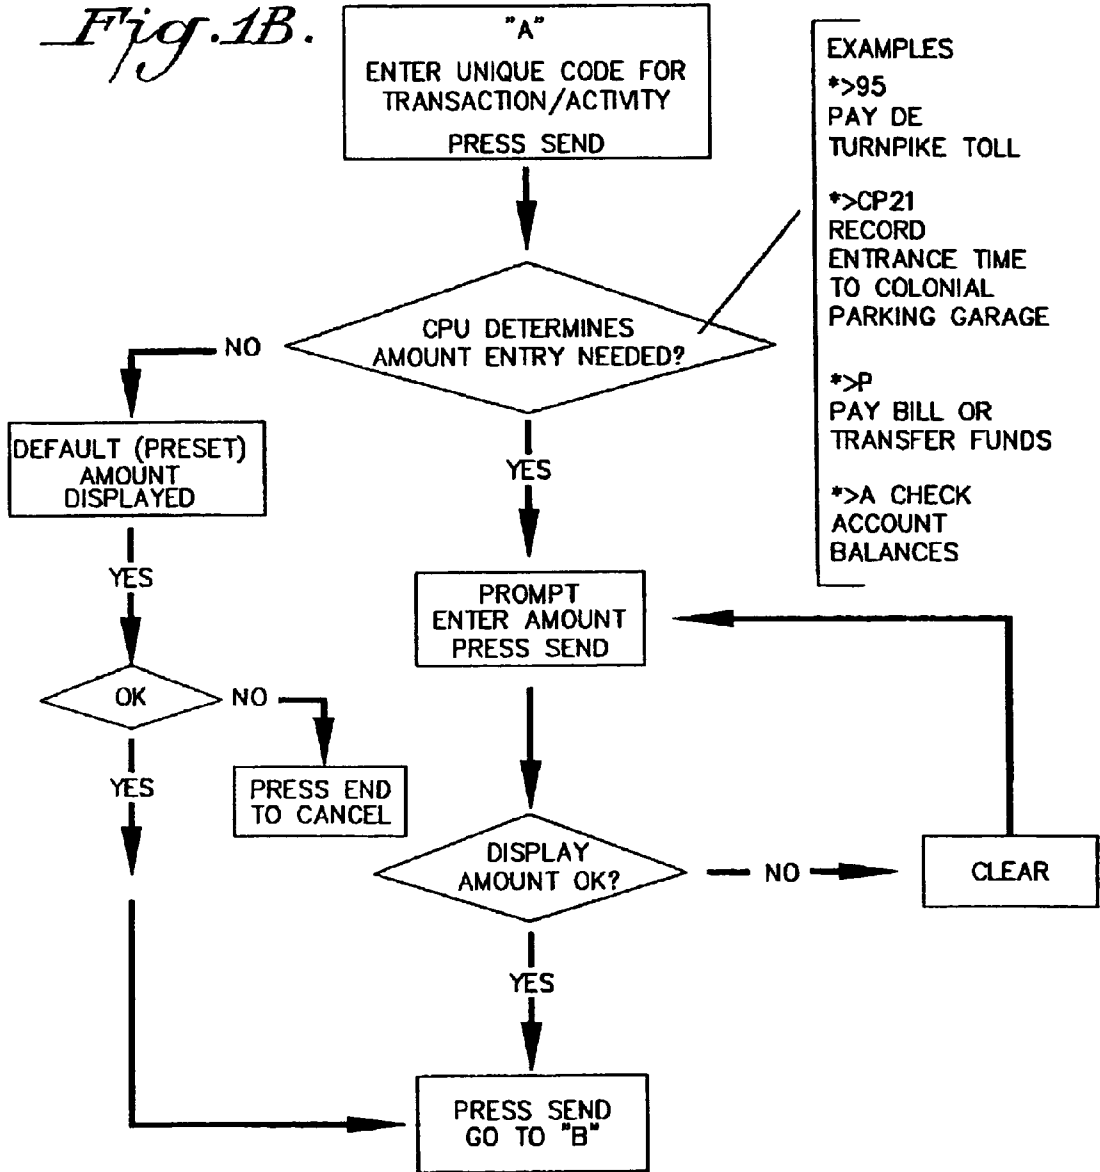 Fig.1B.
"A"
ENTER UNIQUE CODE FOR
TRANSACTION/ACTIVITY
PRESS SEND
EXAMPLES
*>95
PAY DE
TURNPIKE TOLL
*>CP21
RECORD
ENTRANCE TIME
TO COLONIAL
PARKING GARAGE
*>P
PAY BILL OR
TRANSFER FUNDS
*>A CHECK
ACCOUNT
BALANCES
CPU DETERMINES
AMOUNT ENTRY NEEDED?
NO
DEFAULT (PRESET)
AMOUNT
DISPLAYED
YES
YES
PROMPT
ENTER AMOUNT
PRESS SEND
OK
NO
YES
PRESS END
TO CANCEL
DISPLAY
AMOUNT OK?
NO
CLEAR
YES
PRESS SEND
GO TO "B"